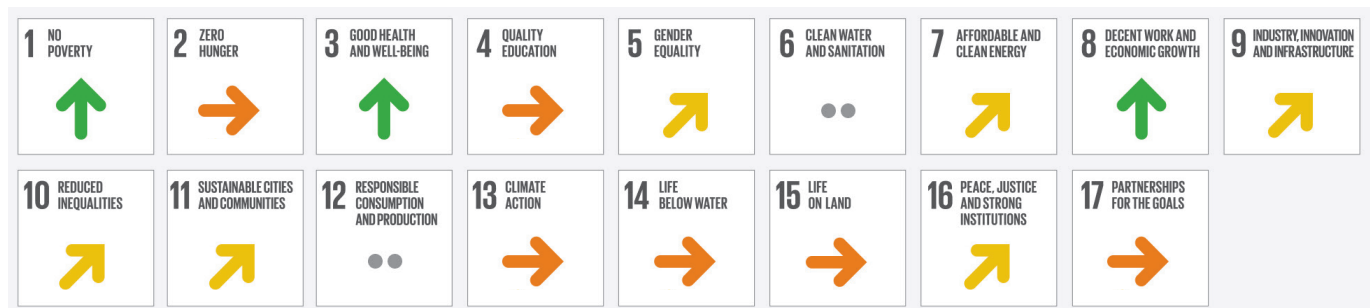 1 NO
POVERTY
2 ZERO
HUNGER
3 GOOD HEALTH
AND WELL-BEING
4 QUALITY
EDUCATION
5 GENDER
EQUALITY
6 CLEAN WATER
AND SANITATION
7 AFFORDABLE AND
CLEAN ENERGY
8 DECENT WORK AND
ECONOMIC GROWTH
9 INDUSTRY, INNOVATION
AND INFRASTRUCTURE
10 REDUCED
INEQUALITIES
11 SUSTAINABLE CITIES
AND COMMUNITIES
12 RESPONSIBLE
CONSUMPTION
AND PRODUCTION
13 CLIMATE
ACTION
14 LIFE
BELOW WATER
15 LIFE
ON LAND
16 PEACE, JUSTICE
AND STRONG
INSTITUTIONS
17 PARTNERSHIPS
FOR THE GOALS